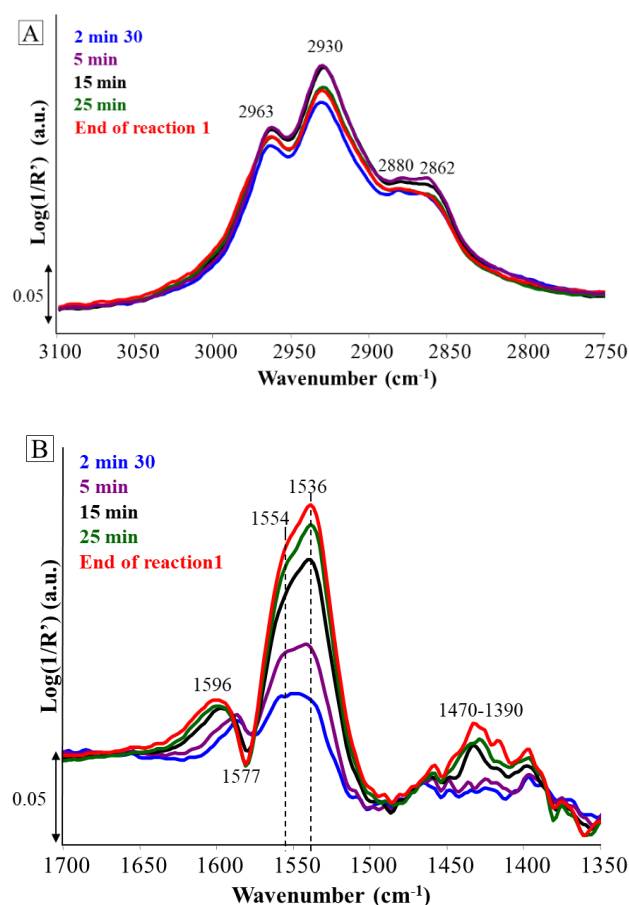 A
2 min 30
5 min
15 min
25 min
End of reaction 1
2930
2963
2880
2862
Log(1/R') (a.u.)
0.05
3100 3050 3000 2950 2900 2850 2800 2750
Wavenumber (cm-1)
B
2 min 30
5 min
15 min
25 min
End of reaction1
1536
1554
1596
1577
1470-1390
Log(1/R') (a.u.)
0.05
1700 1650 1600 1550 1500 1450 1400 1350
Wavenumber (cm-1)